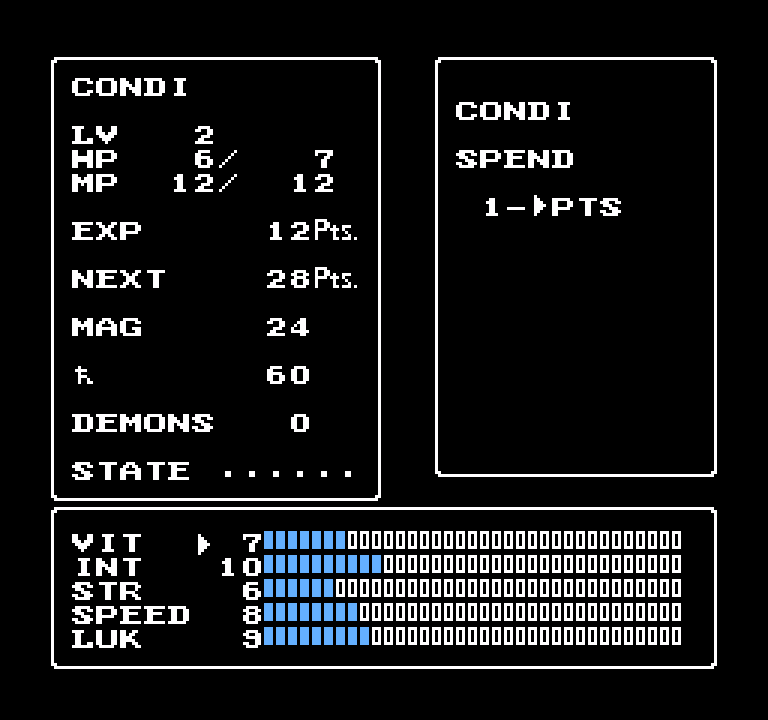 CONDI
LV 2
HP 6/ 7
MP 12/ 12
EXP 12Pts.
NEXT 28Pts.
MAG 24
♄ 60
DEMONS 0
STATE ......
CONDI
SPEND
1-▶PTS
VIT ▶ 7
INT 10
STR 6
SPEED 8
LUK 9